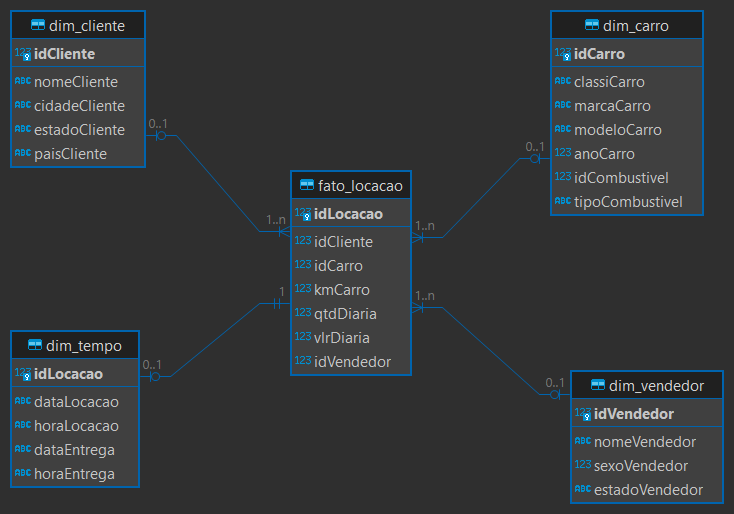 dim_cliente
123 idCliente
ABC nomeCliente
ABC cidadeCliente
ABC estadoCliente
ABC paisCliente
dim_carro
123 idCarro
ABC classiCarro
ABC marcaCarro
ABC modeloCarro
ABC anoCarro
123 idCombustivel
ABC tipoCombustivel
0..1
0..1
fato_locacao
123 idLocacao
123 idCliente
123 idCarro
123 kmCarro
123 qtdDiaria
123 vlrDiaria
123 idVendedor
1..n
1..n
1
1..n
dim_tempo
123 idLocacao
ABC dataLocacao
ABC horaLocacao
ABC dataEntrega
ABC horaEntrega
0..1
0..1
dim_vendedor
123 idVendedor
ABC nomeVendedor
123 sexoVendedor
ABC estadoVendedor